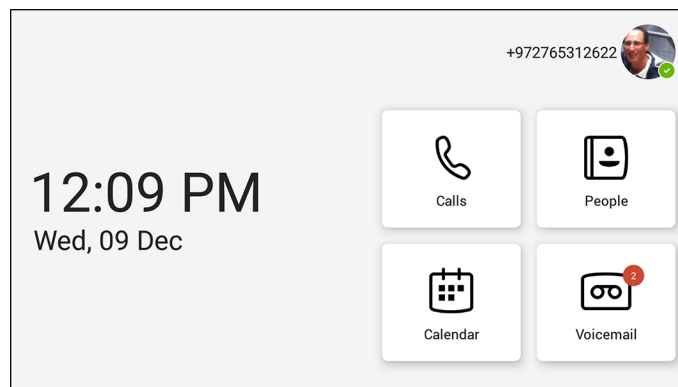 +972765312622
12:09 PM
Wed, 09 Dec
Calls
People
Calendar
2
Voicemail